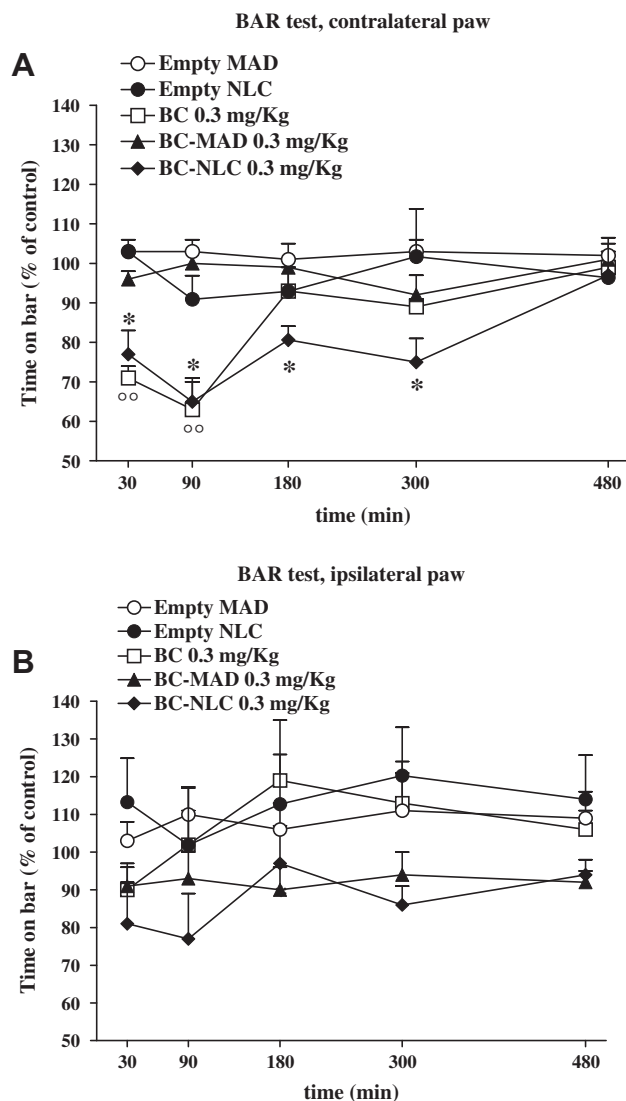 BAR test, contralateral paw
A
Empty MAD
Empty NLC
BC 0.3 mg/Kg
BC-MAD 0.3 mg/Kg
BC-NLC 0.3 mg/Kg
Time on bar (% of control)
140
130
120
110
100
90
80
70
60
50
*
*
*
*
°°
°°
30 90 180 300 480
time (min)
BAR test, ipsilateral paw
B
Empty MAD
Empty NLC
BC 0.3 mg/Kg
BC-MAD 0.3 mg/Kg
BC-NLC 0.3 mg/Kg
Time on bar (% of control)
140
130
120
110
100
90
80
70
60
50
30 90 180 300 480
time (min)